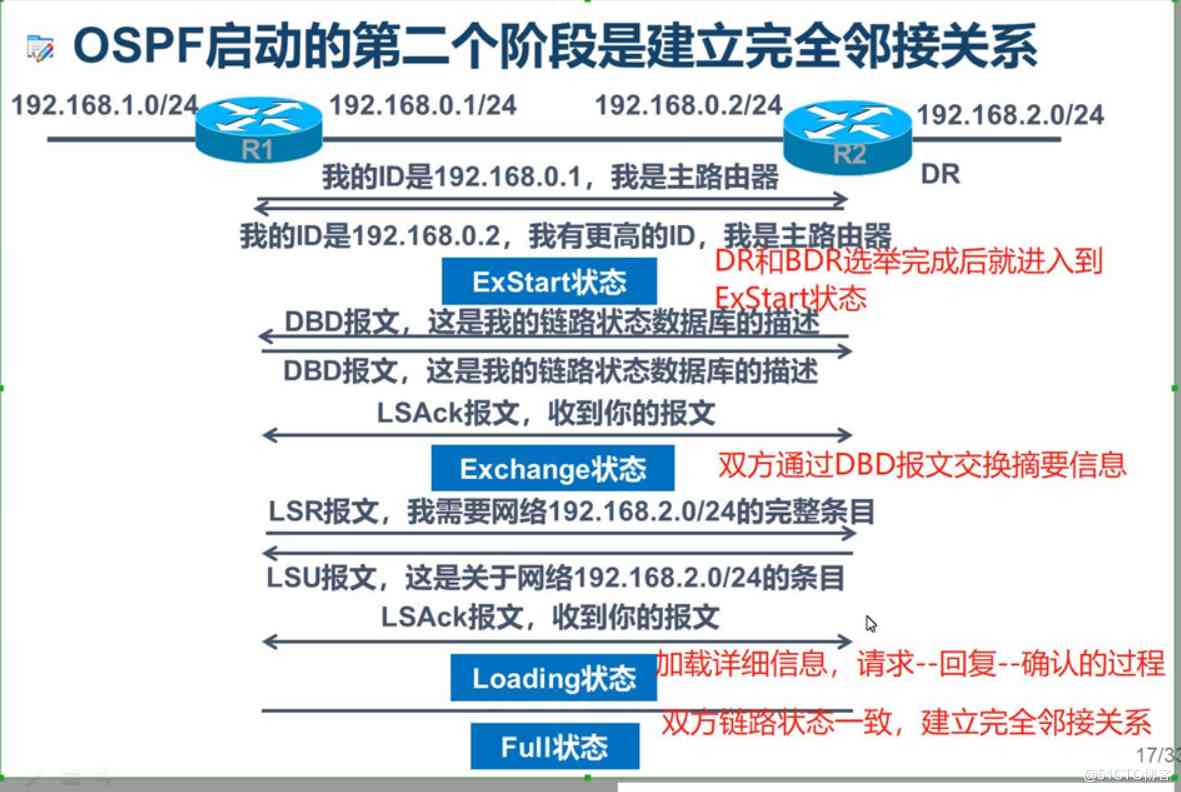 OSPF启动的第二个阶段是建立完全邻接关系
192.168.1.0/24
192.168.0.1/24
192.168.0.2/24
192.168.2.0/24
R1
R2
DR
我的ID是192.168.0.1，我是主路由器
我的ID是192.168.0.2，我有更高的ID，我是主路由器
DR和BDR选举完成后就进入到
ExStart状态
ExStart状态
DBD报文，这是我的链路状态数据库的描述
DBD报文，这是我的链路状态数据库的描述
LSAck报文，收到你的报文
Exchange状态
双方通过DBD报文交换摘要信息
LSR报文，我需要网络192.168.2.0/24的完整条目
LSU报文，这是关于网络192.168.2.0/24的条目
LSAck报文，收到你的报文
加载详细信息，请求--回复--确认的过程
Loading状态
双方链路状态一致，建立完全邻接关系
Full状态
17/33
@51CTO博客